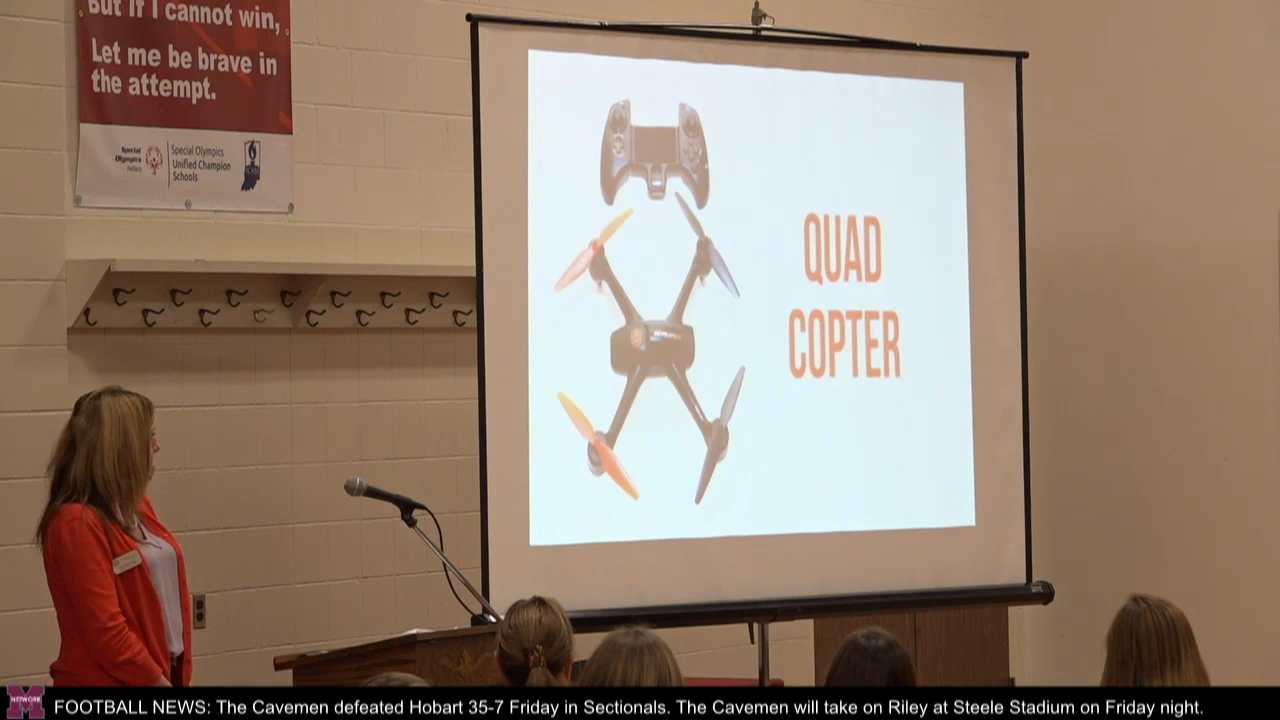 But if I cannot win,
Let me be brave in
the attempt.
Special
Olympics
Indiana
Special Olympics
Unified Champion
Schools
QUAD
COPTER
M
NETWORK
FOOTBALL NEWS: The Cavemen defeated Hobart 35-7 Friday in Sectionals. The Cavemen will take on Riley at Steele Stadium on Friday night.